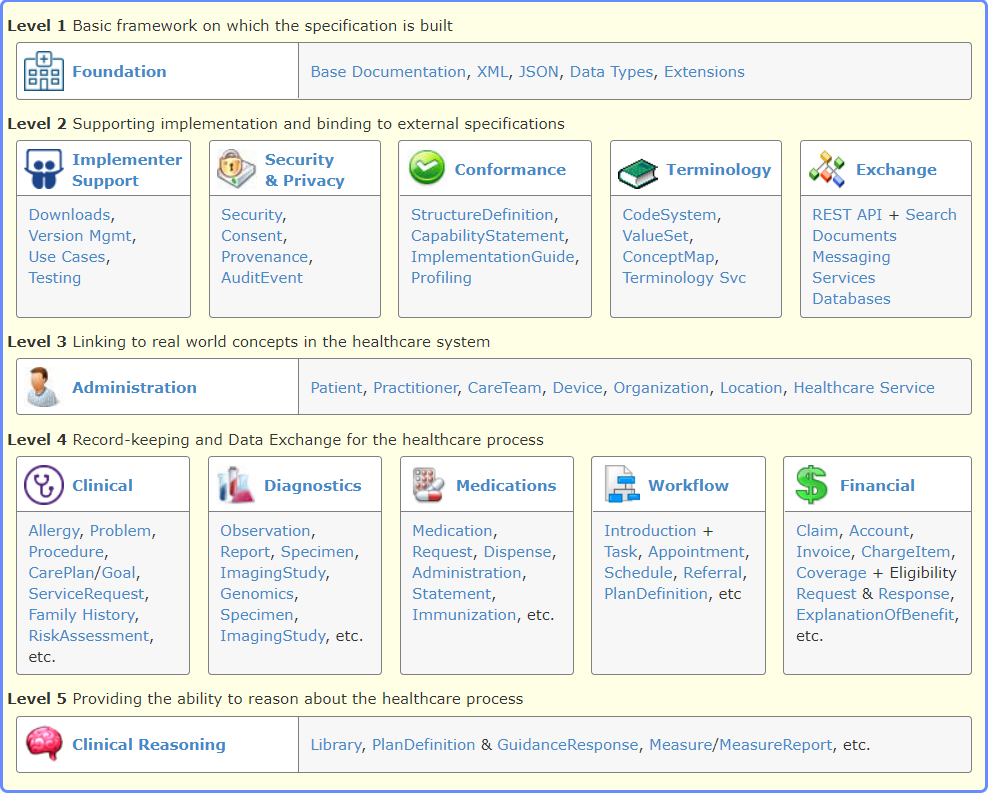 Level 1 Basic framework on which the specification is built
Foundation
Base Documentation, XML, JSON, Data Types, Extensions
Level 2 Supporting implementation and binding to external specifications
Implementer
Support
Downloads,
Version Mgmt,
Use Cases,
Testing
Security
& Privacy
Security,
Consent,
Provenance,
AuditEvent
Conformance
StructureDefinition,
CapabilityStatement,
ImplementationGuide,
Profiling
Terminology
CodeSystem,
ValueSet,
ConceptMap,
Terminology Svc
Exchange
REST API + Search
Documents
Messaging
Services
Databases
Level 3 Linking to real world concepts in the healthcare system
Administration
Patient, Practitioner, CareTeam, Device, Organization, Location, Healthcare Service
Level 4 Record-keeping and Data Exchange for the healthcare process
Clinical
Allergy, Problem,
Procedure,
CarePlan/Goal,
ServiceRequest,
Family History,
RiskAssessment,
etc.
Diagnostics
Observation,
Report, Specimen,
ImagingStudy,
Genomics,
Specimen,
ImagingStudy, etc.
Medications
Medication,
Request, Dispense,
Administration,
Statement,
Immunization, etc.
Workflow
Introduction +
Task, Appointment,
Schedule, Referral,
PlanDefinition, etc
Financial
Claim, Account,
Invoice, ChargeItem,
Coverage + Eligibility
Request & Response,
ExplanationOfBenefit,
etc.
Level 5 Providing the ability to reason about the healthcare process
Clinical Reasoning
Library, PlanDefinition & GuidanceResponse, Measure/MeasureReport, etc.